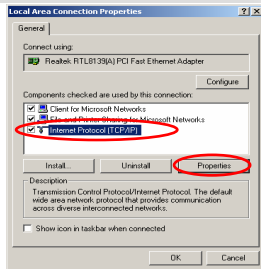 Local Area Connection Properties
General
Connect using:
Realtek RTL8139(A) PCI Fast Ethernet Adapter
Configure
Components checked are used by this connection:
Client for Microsoft Networks
File and Printer Sharing for Microsoft Networks
Internet Protocol (TCP/IP)
Install... Uninstall Properties
Description
Transmission Control Protocol/Internet Protocol. The default
wide area network protocol that provides communication
across diverse interconnected networks.
Show icon in taskbar when connected
OK Cancel